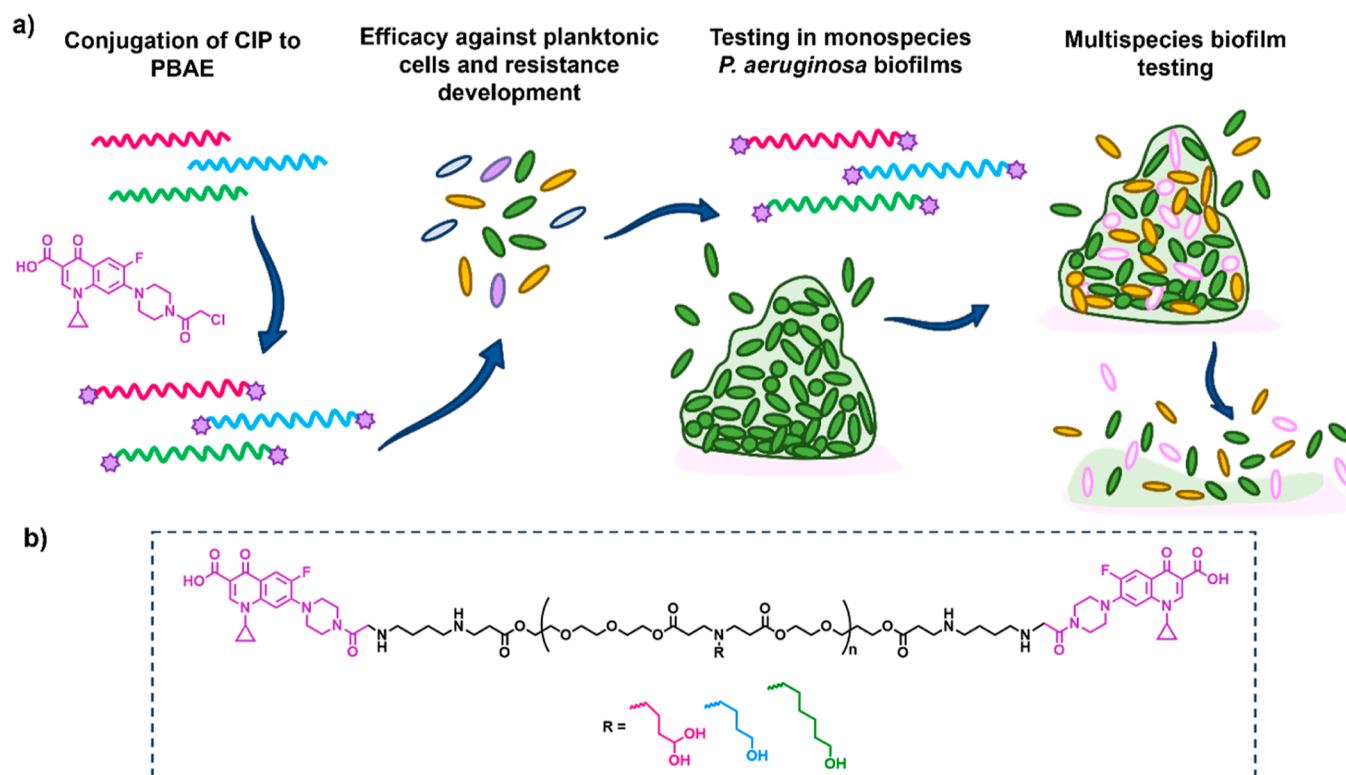 a)
Conjugation of CIP to
PBAE
Efficacy against planktonic
cells and resistance
development
Testing in monospecies
P. aeruginosa biofilms
Multispecies biofilm
testing
O
O
F
HO
N
N
N
Cl
O
b)
O
O
F
HO
N
N
N
O
N
H
H
N
O
O
O
O
O
O
N
R
O
O
O
n
O
O
H
N
N
H
O
N
N
N
F
O
O
OH
R =
OH
OH
OH
OH